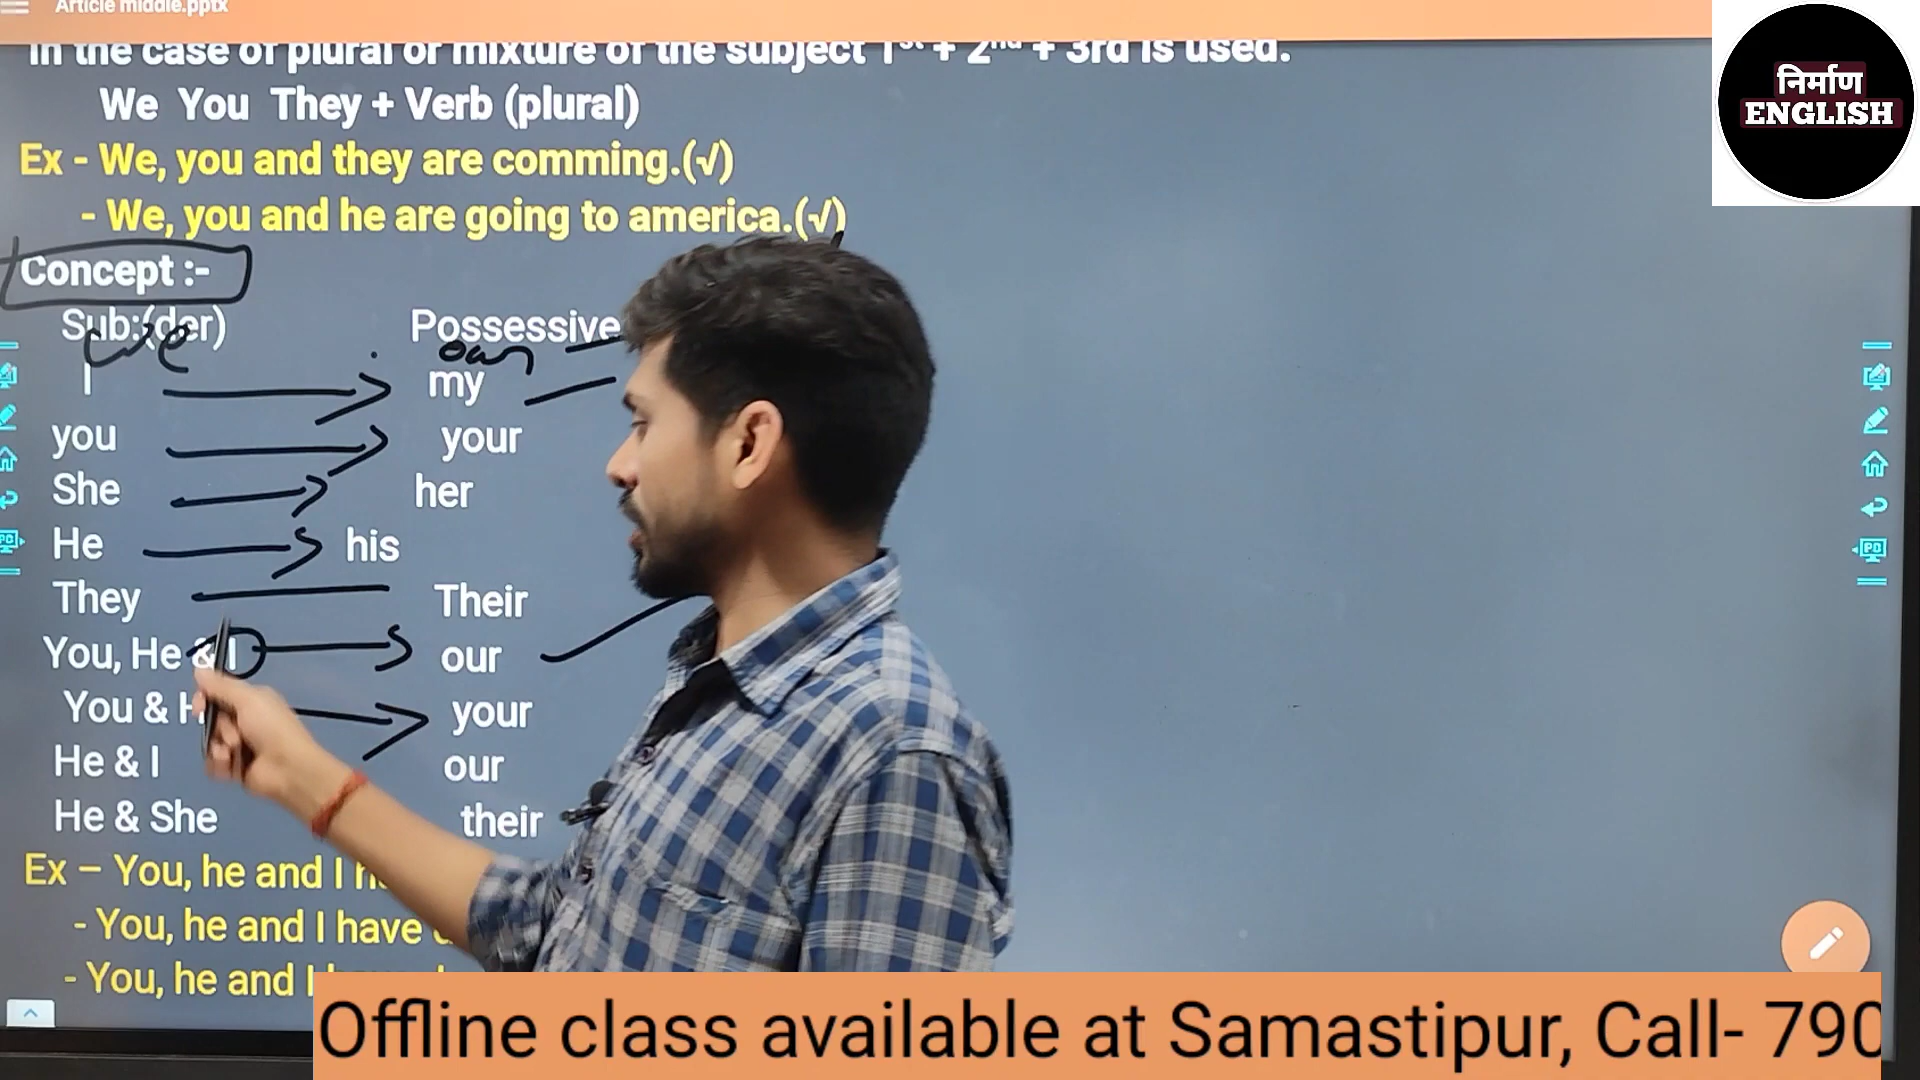 Article middle.pptx
In the case of plural or mixture of the subject 1st + 2nd + 3rd is used.
We You They + Verb (plural)
Ex - We, you and they are comming.(√)
- We, you and he are going to america.(√)
Concept :-
Sub:(der) Possessive
we our
I my
you your
She her
He his
They Their
You, He & I our
You & your
He & I our
He & She their
Ex – You, he and I
- You, he and I have
- You, he and I
निर्माण
ENGLISH
PD
PD
Offline class available at Samastipur, Call- 790